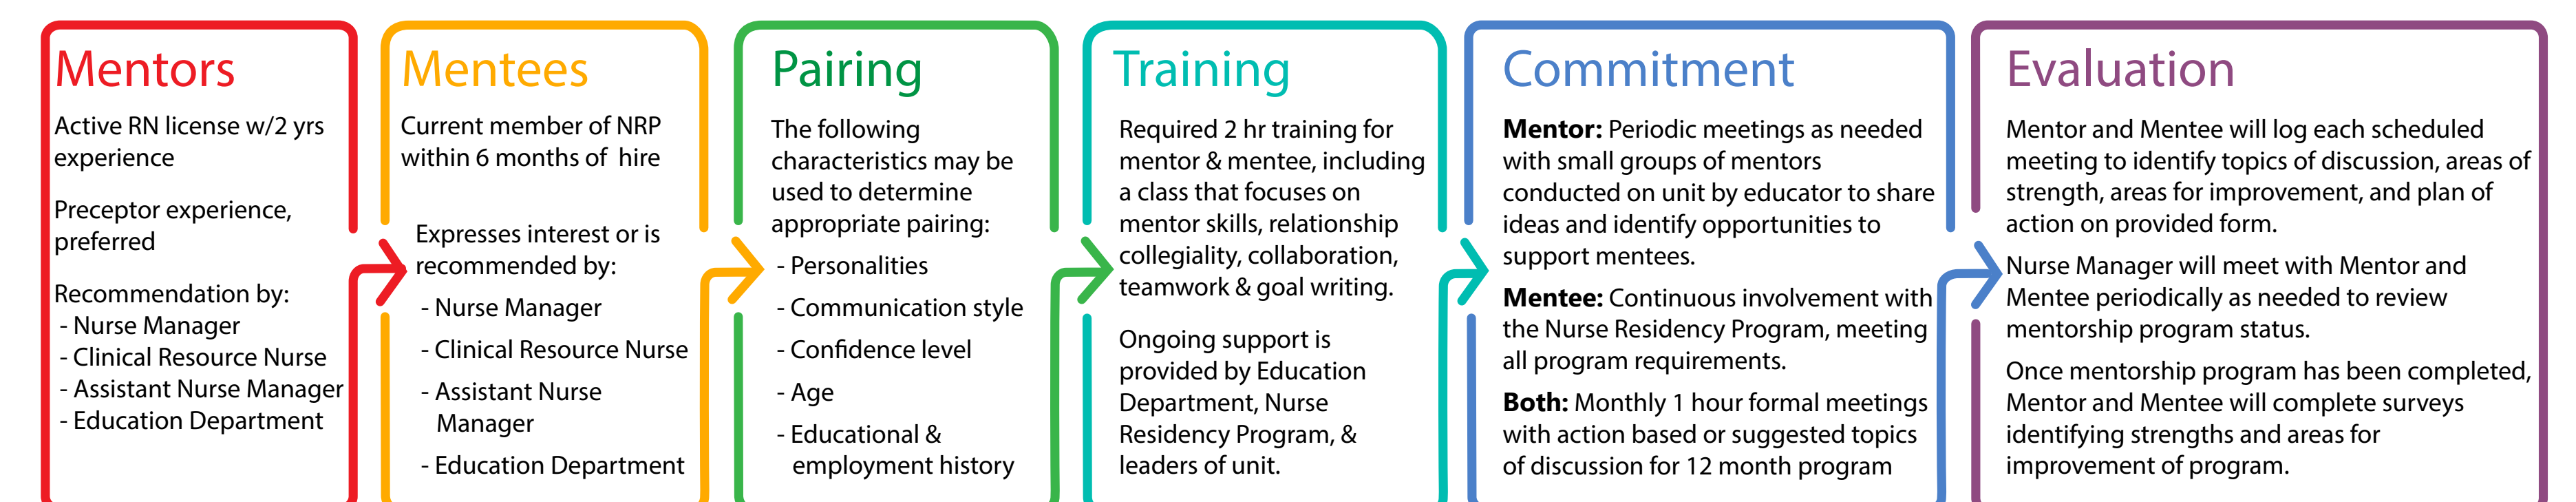 Mentors
Active RN license w/2 yrs
experience
Preceptor experience,
preferred
Recommendation by:
- Nurse Manager
- Clinical Resource Nurse
- Assistant Nurse Manager
- Education Department
Mentees
Current member of NRP
within 6 months of hire
Expresses interest or is
recommended by:
- Nurse Manager
- Clinical Resource Nurse
- Assistant Nurse
Manager
- Education Department
Pairing
The following
characteristics may be
used to determine
appropriate pairing:
- Personalities
- Communication style
- Confidence level
- Age
- Educational &
employment history
Training
Required 2 hr training for
mentor & mentee, including
a class that focuses on
mentor skills, relationship
collegiality, collaboration,
teamwork & goal writing.
Ongoing support is
provided by Education
Department, Nurse
Residency Program, &
leaders of unit.
Commitment
Mentor: Periodic meetings as needed
with small groups of mentors
conducted on unit by educator to share
ideas and identify opportunities to
support mentees.
Mentee: Continuous involvement with
the Nurse Residency Program, meeting
all program requirements.
Both: Monthly 1 hour formal meetings
with action based or suggested topics
of discussion for 12 month program
Evaluation
Mentor and Mentee will log each scheduled
meeting to identify topics of discussion, areas of
strength, areas for improvement, and plan of
action on provided form.
Nurse Manager will meet with Mentor and
Mentee periodically as needed to review
mentorship program status.
Once mentorship program has been completed,
Mentor and Mentee will complete surveys
identifying strengths and areas for
improvement of program.